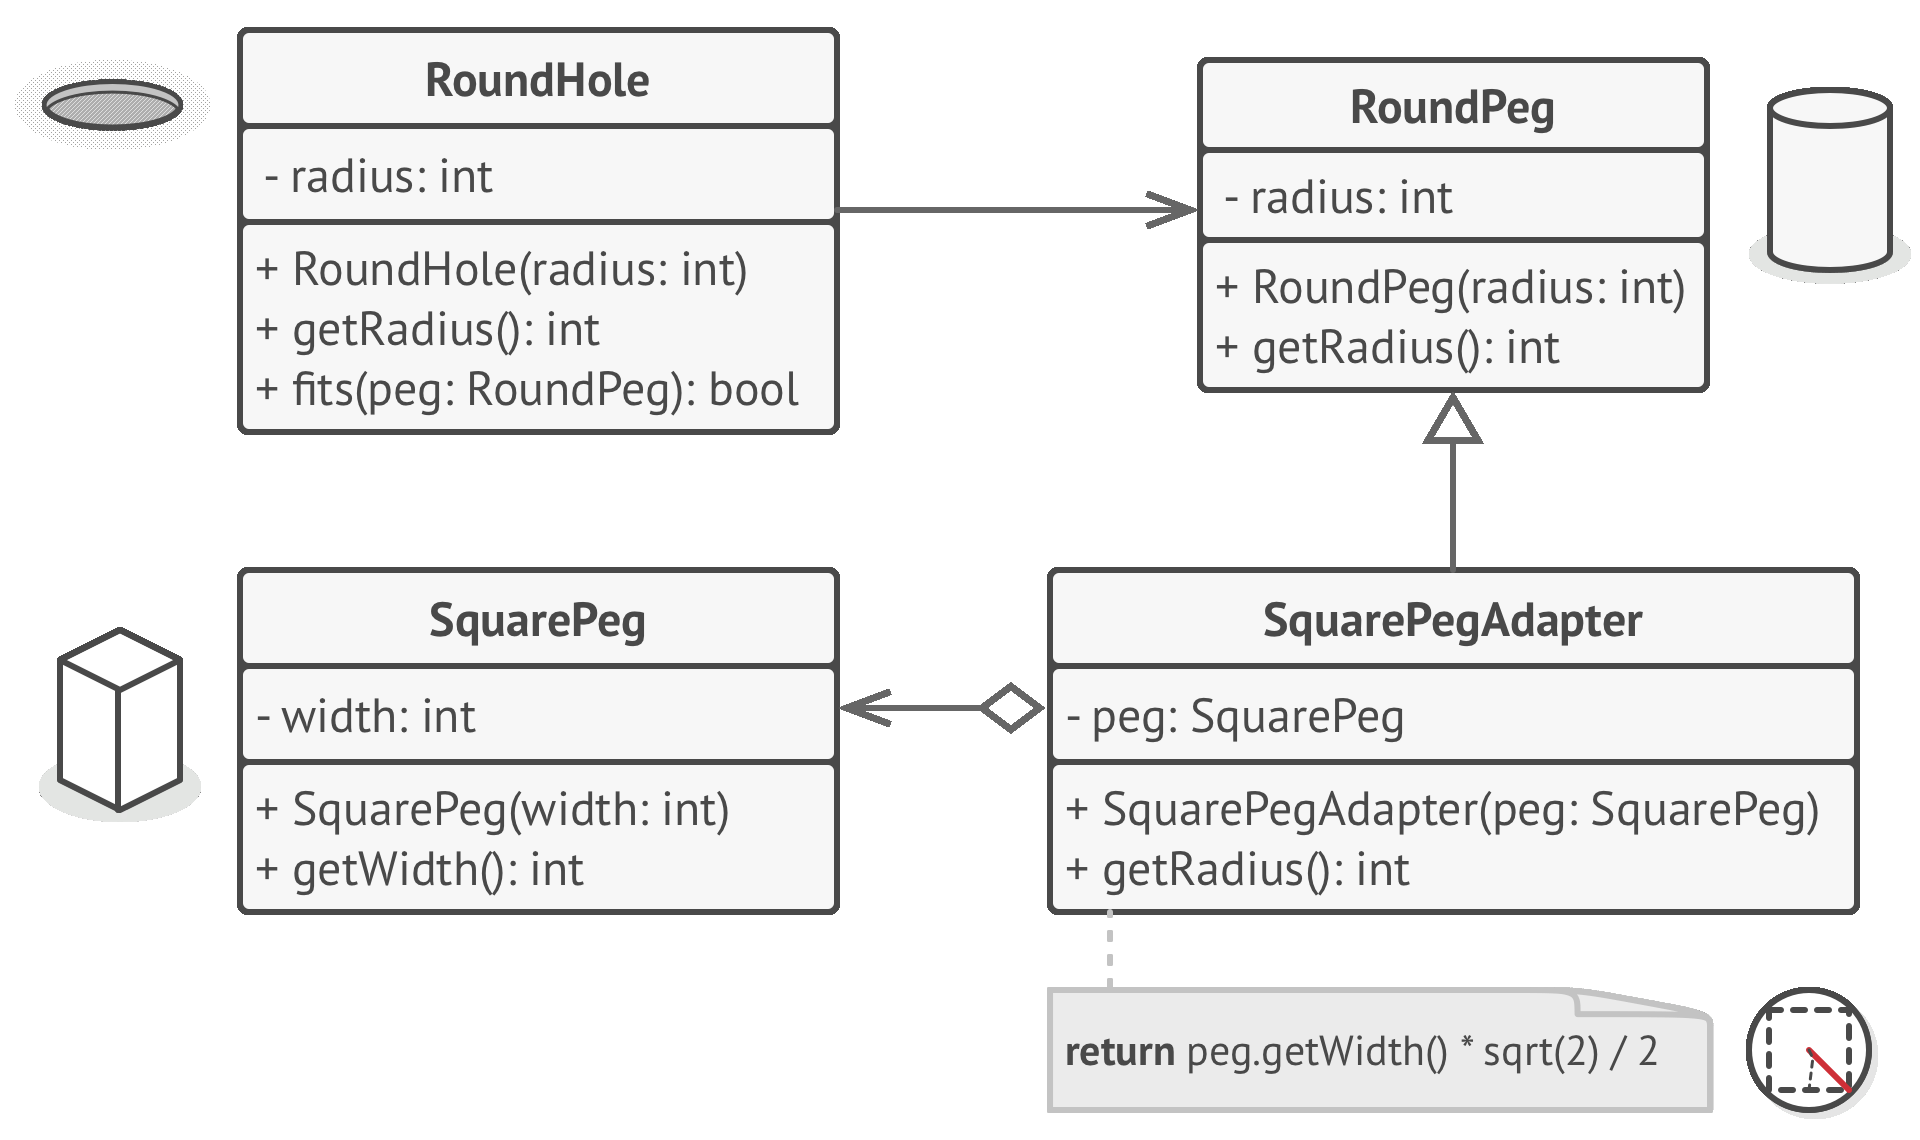 RoundHole
- radius: int
+ RoundHole(radius: int)
+ getRadius(): int
+ fits(peg: RoundPeg): bool
RoundPeg
- radius: int
+ RoundPeg(radius: int)
+ getRadius(): int
SquarePeg
- width: int
+ SquarePeg(width: int)
+ getWidth(): int
SquarePegAdapter
- peg: SquarePeg
+ SquarePegAdapter(peg: SquarePeg)
+ getRadius(): int
return peg.getWidth() * sqrt(2) / 2